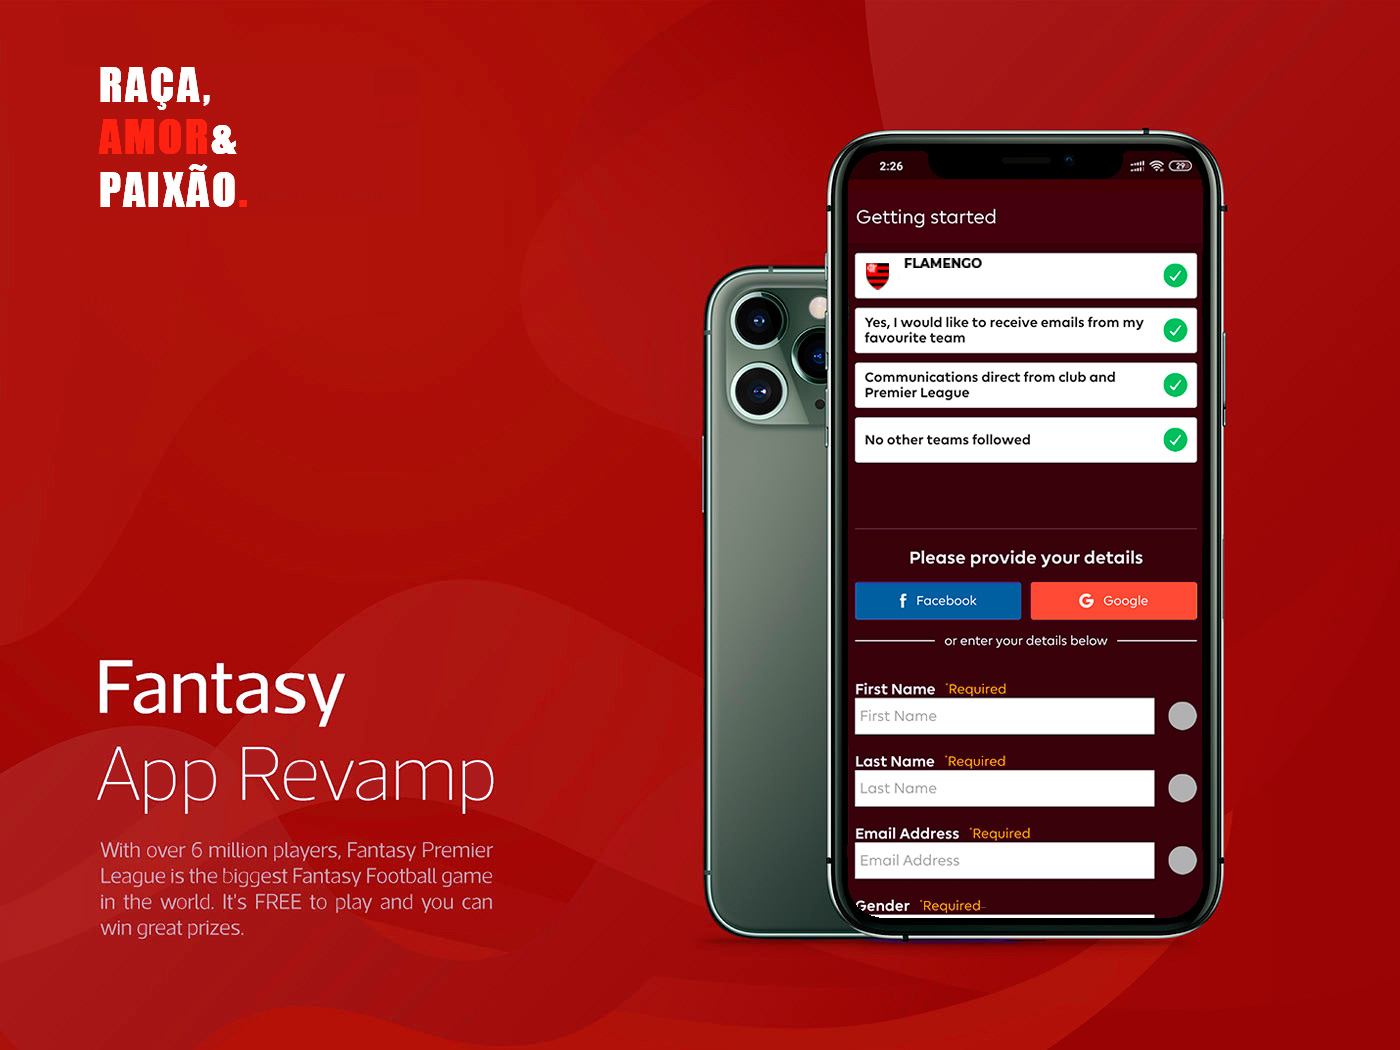 RAÇA,
AMOR&
PAIXÃO.
Fantasy
App Revamp
With over 6 million players, Fantasy Premier
League is the biggest Fantasy Football game
in the world. It's FREE to play and you can
win great prizes.
2:26
29
Getting started
FLAMENGO
Yes, I would like to receive emails from my
favourite team
Communications direct from club and
Premier League
No other teams followed
Please provide your details
f Facebook
G Google
or enter your details below
First Name *Required
First Name
Last Name *Required
Last Name
Email Address *Required
Email Address
Gender *Required